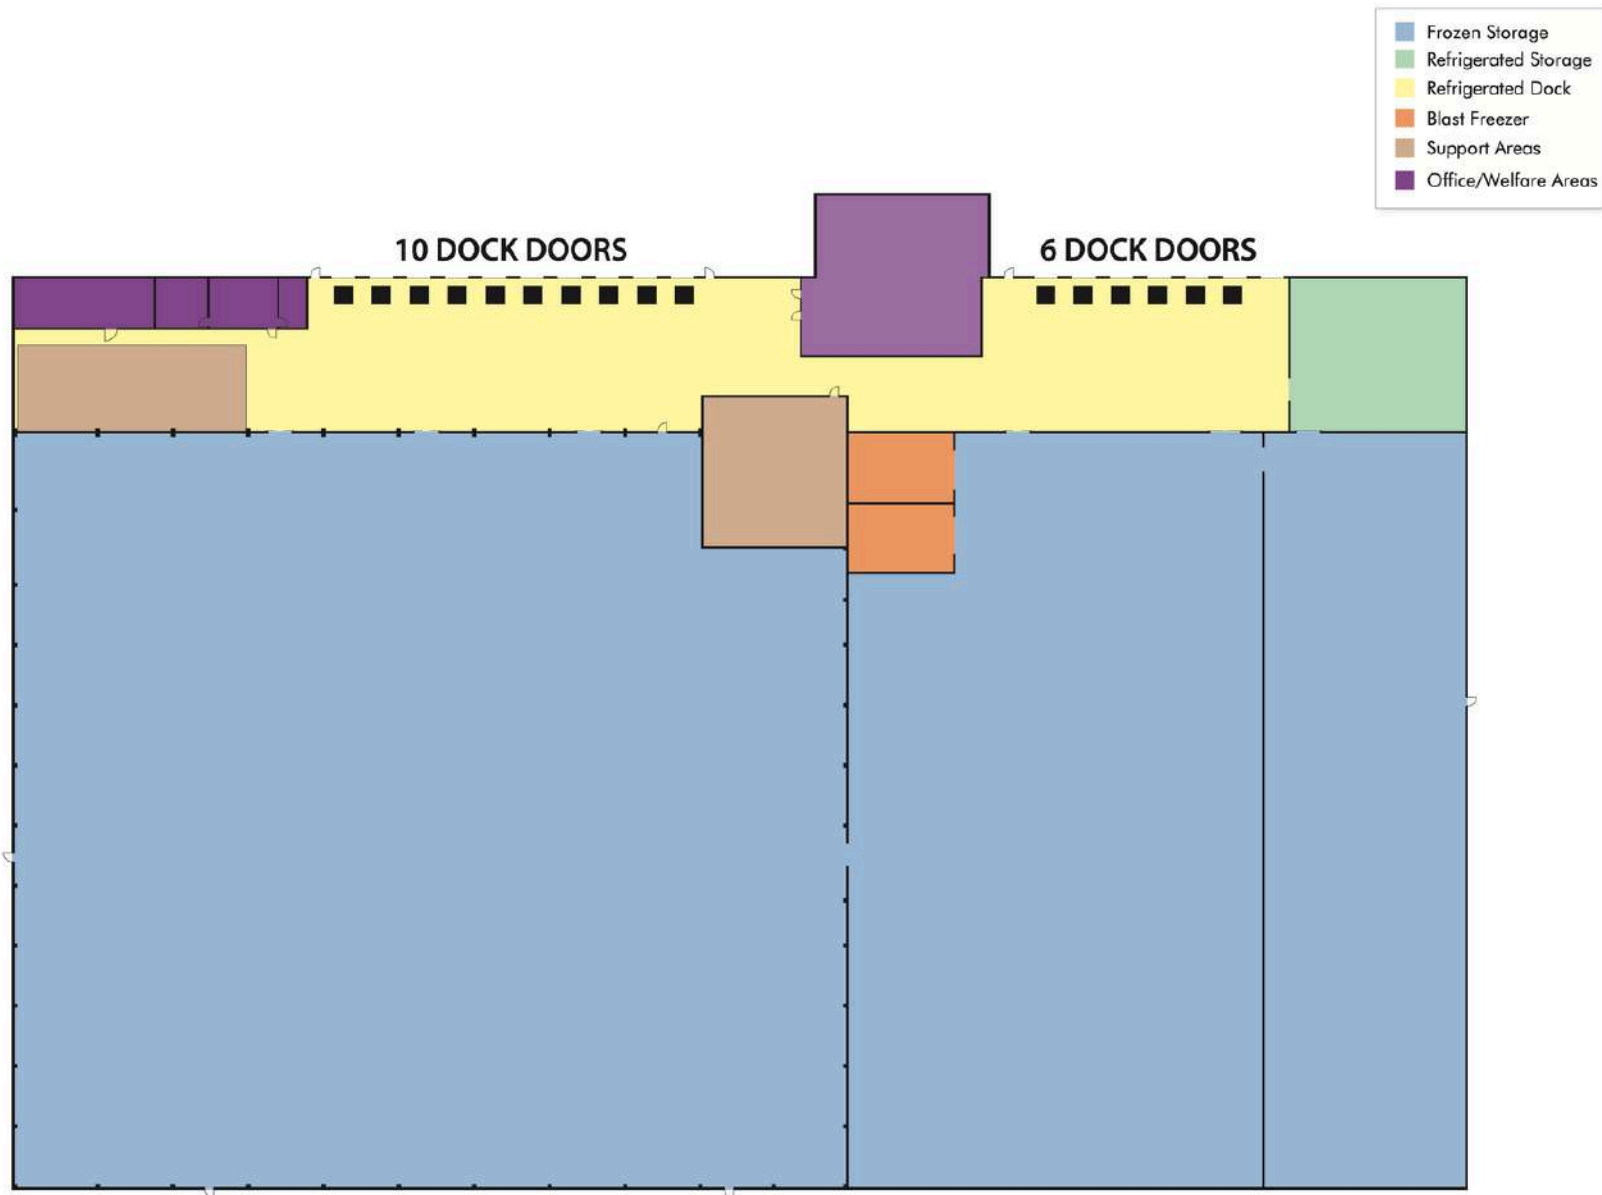 Frozen Storage
Refrigerated Storage
Refrigerated Dock
Blast Freezer
Support Areas
Office/Welfare Areas
10 DOCK DOORS
6 DOCK DOORS